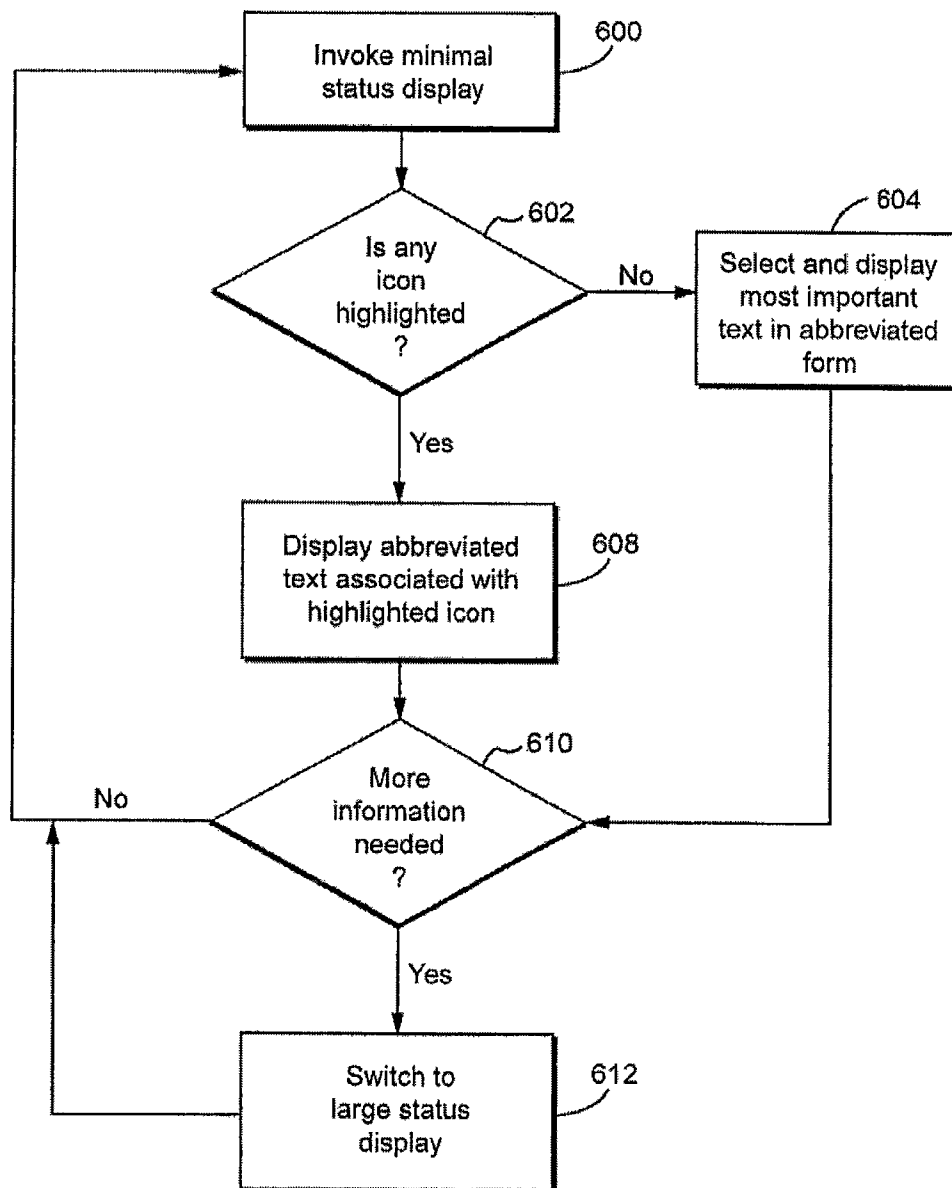 Invoke minimal
status display
600
602
Is any
icon
highlighted
?
No
604
Select and display
most important
text in abbreviated
form
Yes
Display abbreviated
text associated with
highlighted icon
608
610
More
information
needed
?
No
Yes
Switch to
large status
display
612